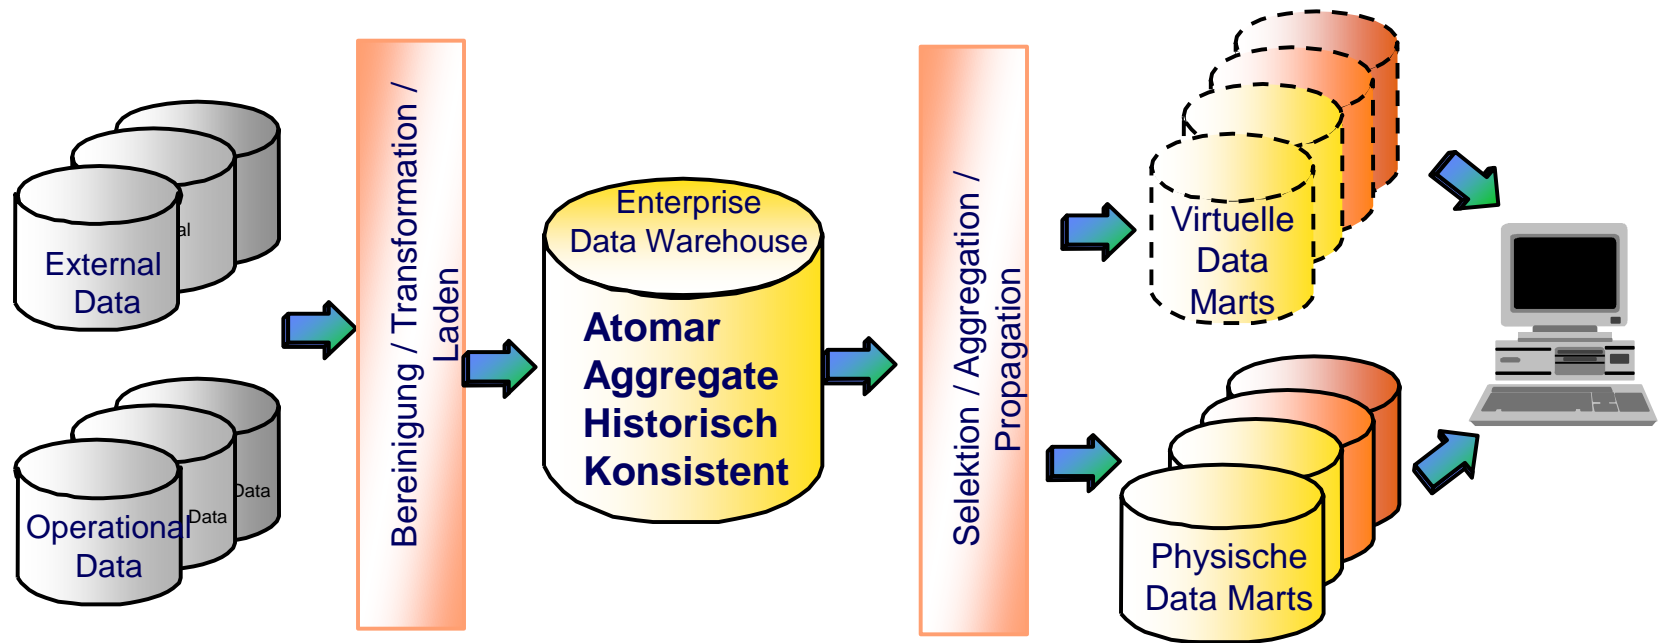 External
Data
al
Operational
Data
Data
Data
Bereinigung / Transformation /
Laden
Enterprise
Data Warehouse
Atomar
Aggregate
Historisch
Konsistent
Selektion / Aggregation /
Propagation
Virtuelle
Data
Marts
Physische
Data Marts